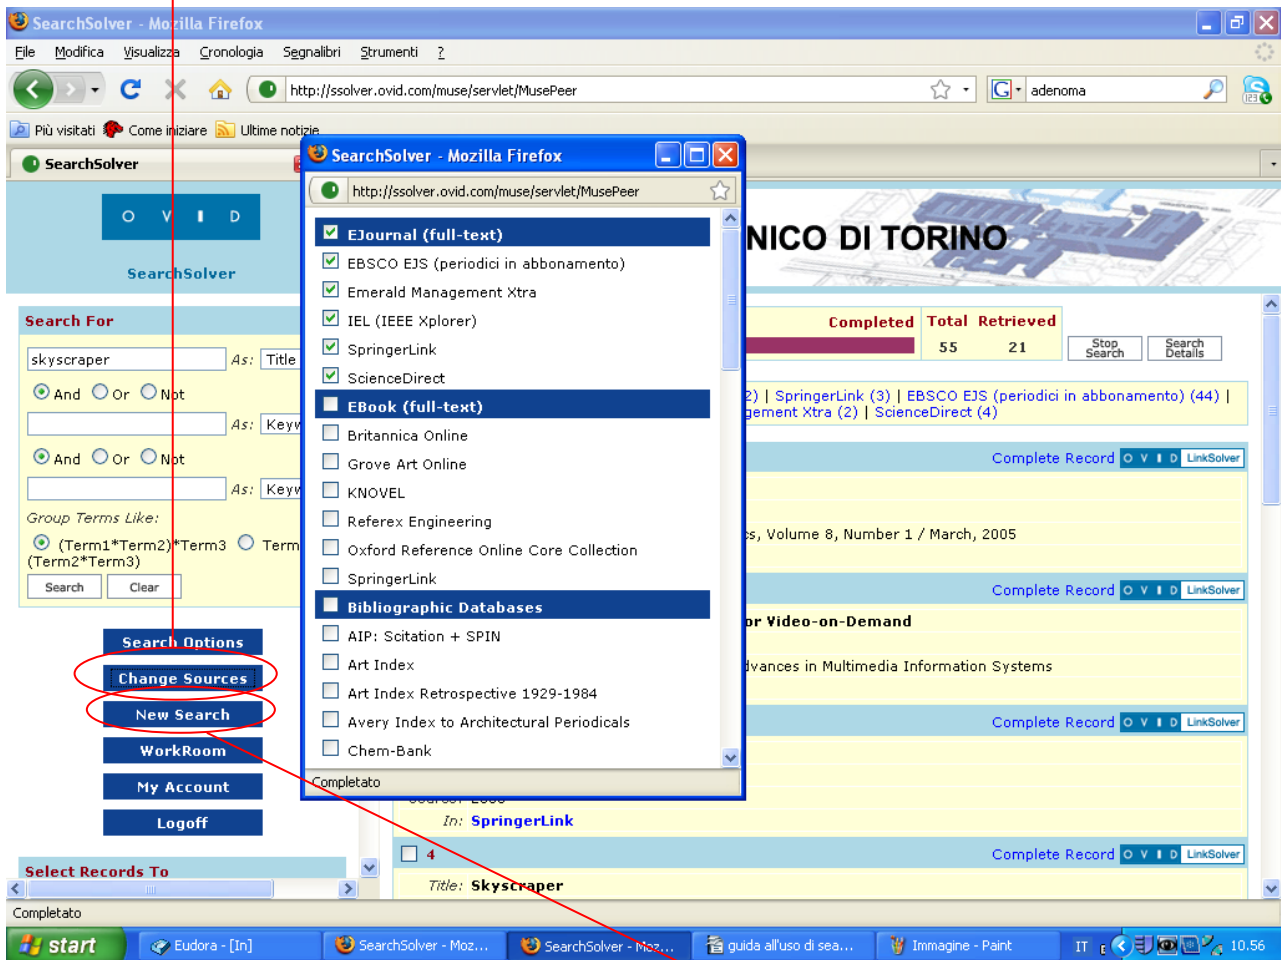 SearchSolver - Mozilla Firefox
File Modifica Visualizza Cronologia Segnalibri Strumenti ?
http://ssolver.ovid.com/muse/servlet/MusePeer
G adenoma
123
Più visitati Come iniziare Ultime notizie
SearchSolver
OVID
SearchSolver
NICO DI TORINO
Search For
skyscraper As: Title
And Or Not
As: Keyw
And Or Not
As: Keyw
Group Terms Like:
(Term1*Term2)*Term3 Term
(Term2*Term3)
Search Clear
Search Options
Change Sources
New Search
WorkRoom
My Account
Logoff
Select Records To
SearchSolver - Mozilla Firefox
http://ssolver.ovid.com/muse/servlet/MusePeer
EJournal (full-text)
EBSCO EJS (periodici in abbonamento)
Emerald Management Xtra
IEL (IEEE Xplorer)
SpringerLink
ScienceDirect
EBook (full-text)
Britannica Online
Grove Art Online
KNOVEL
Referex Engineering
Oxford Reference Online Core Collection
SpringerLink
Bibliographic Databases
AIP: Scitation + SPIN
Art Index
Art Index Retrospective 1929-1984
Avery Index to Architectural Periodicals
Chem-Bank
Completato
Completed Total Retrieved
55 21
Stop Search
Search Details
2) | SpringerLink (3) | EBSCO EJS (periodici in abbonamento) (44) |
gement Xtra (2) | ScienceDirect (4)
Complete Record OVID LinkSolver
cs, Volume 8, Number 1 / March, 2005
Complete Record OVID LinkSolver
or Video-on-Demand
dvances in Multimedia Information Systems
Complete Record OVID LinkSolver
In: SpringerLink
4 Complete Record OVID LinkSolver
Title: Skyscraper
Completato
start Eudora - [In] SearchSolver - Moz... SearchSolver - Moz... guida all'uso di sea... Immagine - Paint IT 10.56